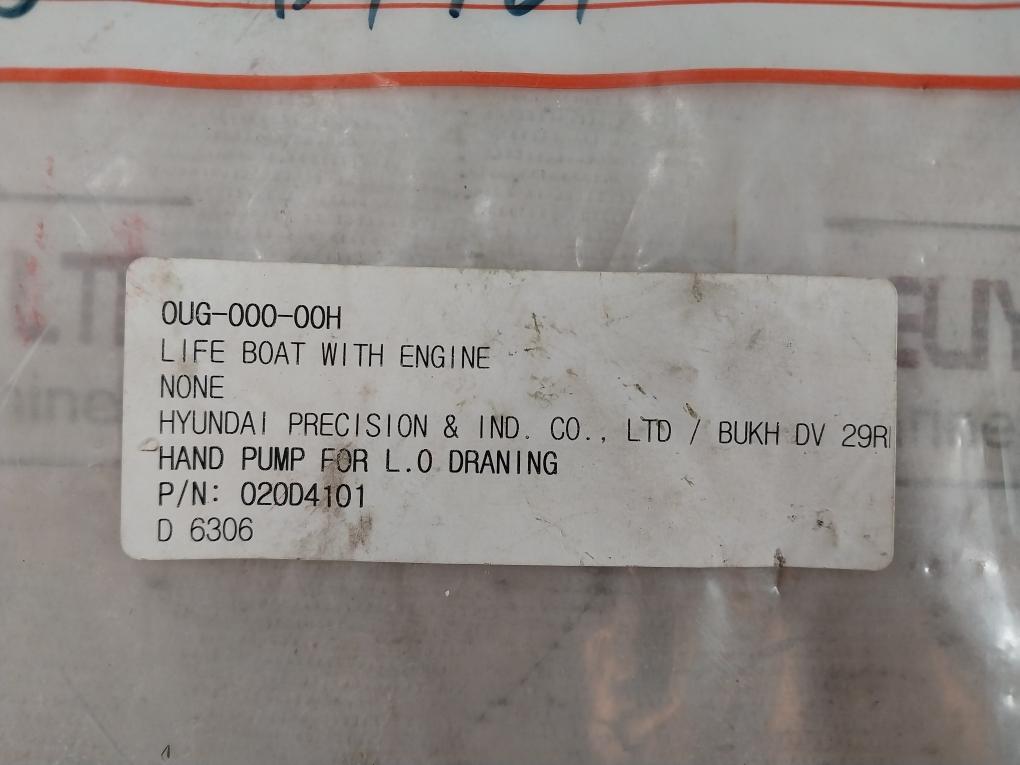 OUG-000-00H
LIFE BOAT WITH ENGINE
NONE
HYUNDAI PRECISION & IND. CO., LTD / BUKH DV 29R
HAND PUMP FOR L.O DRANING
P/N: 020D4101
D 6306